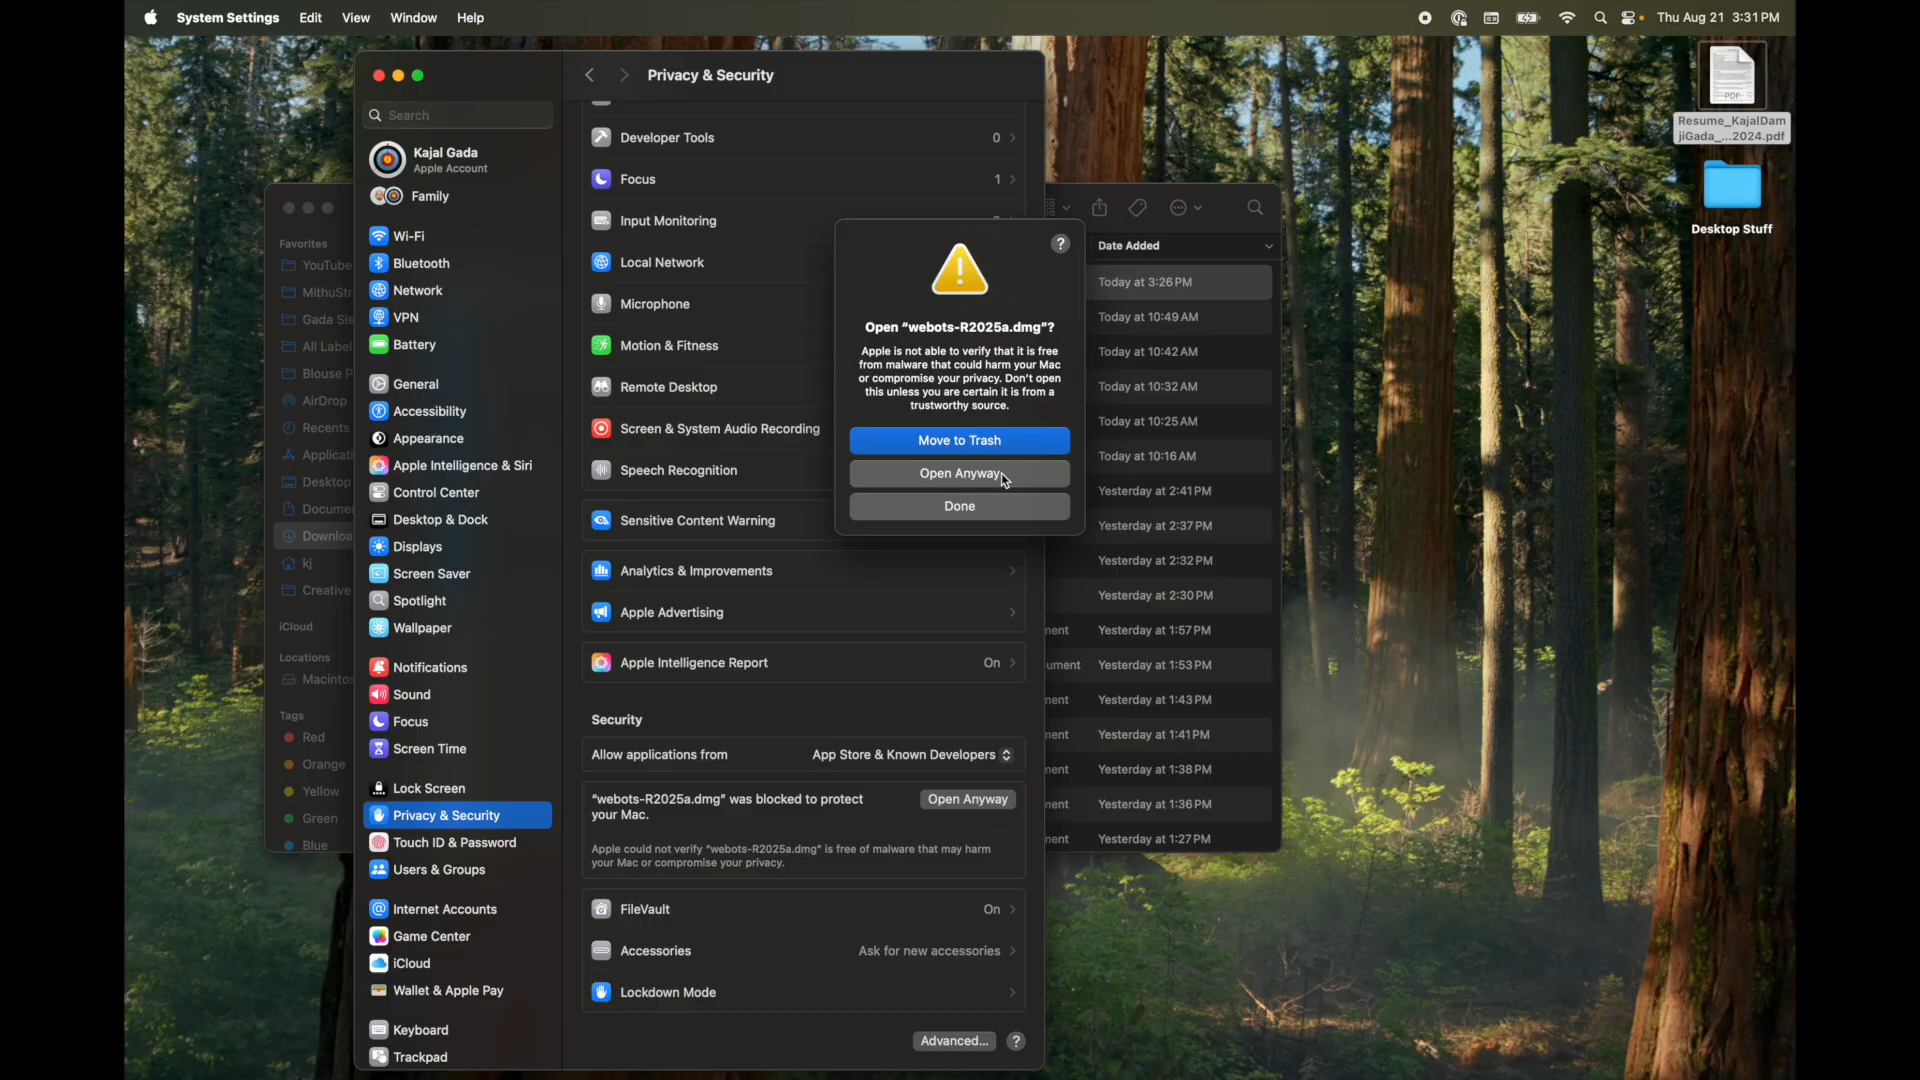 System Settings Edit View Window Help
Thu Aug 21 3:31 PM
Privacy & Security
Search
Kajal Gada
Apple Account
Family
Wi-Fi
Bluetooth
Network
VPN
Battery
General
Accessibility
Appearance
Apple Intelligence & Siri
Control Center
Desktop & Dock
Displays
Screen Saver
Spotlight
Wallpaper
Notifications
Sound
Focus
Screen Time
Lock Screen
Privacy & Security
Touch ID & Password
Users & Groups
Internet Accounts
Game Center
iCloud
Wallet & Apple Pay
Keyboard
Trackpad
Favorites
YouTube
MithuStr
Gada Sis
All Label
Blouse P
AirDrop
Recents
Applicati
Desktop
Docume
Downloa
kj
Creative
iCloud
Locations
Macintos
Tags
Red
Orange
Yellow
Green
Blue
Developer Tools 0
Focus 1
Input Monitoring
Local Network
Microphone
Motion & Fitness
Remote Desktop
Screen & System Audio Recording
Speech Recognition
Sensitive Content Warning
Analytics & Improvements
Apple Advertising
Apple Intelligence Report On
Security
Allow applications from App Store & Known Developers
"webots-R2025a.dmg" was blocked to protect
your Mac.
Open Anyway
Apple could not verify "webots-R2025a.dmg" is free of malware that may harm
your Mac or compromise your privacy.
FileVault On
Accessories Ask for new accessories
Lockdown Mode
Advanced... ?
?
Open "webots-R2025a.dmg"?
Apple is not able to verify that it is free
from malware that could harm your Mac
or compromise your privacy. Don't open
this unless you are certain it is from a
trustworthy source.
Move to Trash
Open Anyway
Done
Date Added
Today at 3:26 PM
Today at 10:49 AM
Today at 10:42 AM
Today at 10:32 AM
Today at 10:25 AM
Today at 10:16 AM
Yesterday at 2:41 PM
Yesterday at 2:37 PM
Yesterday at 2:32 PM
Yesterday at 2:30 PM
ment Yesterday at 1:57 PM
ument Yesterday at 1:53 PM
ment Yesterday at 1:43 PM
ment Yesterday at 1:41 PM
ment Yesterday at 1:38 PM
ment Yesterday at 1:36 PM
ment Yesterday at 1:27 PM
PDF
Resume_KajalDam
jiGada_...2024.pdf
Desktop Stuff